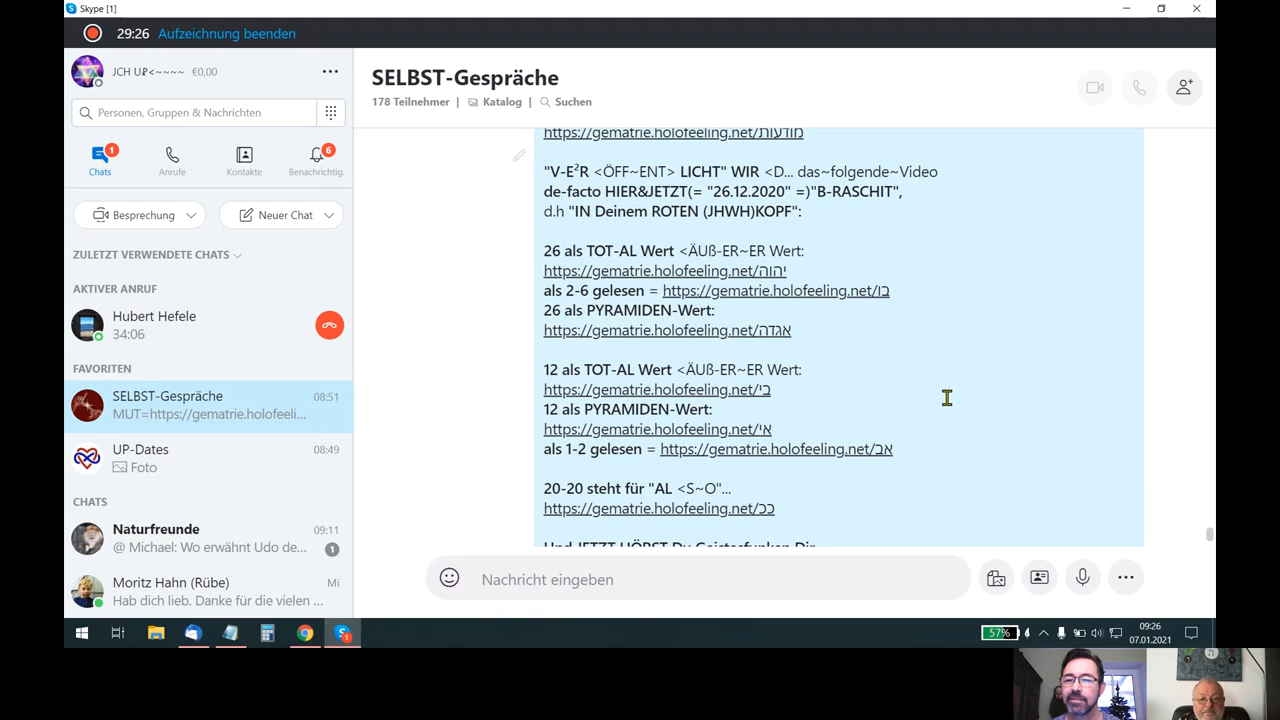 Skype [1]
29:26 Aufzeichnung beenden
€0,00
Personen, Gruppen & Nachrichten
1
6
Chats
Anrufe
Kontakte
Benachrichtig.
Besprechung
Neuer Chat
ZULETZT VERWENDETE CHATS
AKTIVER ANRUF
Hubert Hefele
34:06
FAVORITEN
SELBST-Gespräche 08:51
MUT=https://gematrie.holofeeli...
UP-Dates 08:49
Foto
CHATS
Naturfreunde 09:11
@ Michael: Wo erwähnt Udo de... 1
Moritz Hahn (Rübe) Mi
Hab dich lieb. Danke für die vielen ...
SELBST-Gespräche
178 Teilnehmer | Katalog | Suchen
https://gematrie.holofeeling.net/מודעות
"V-E²R <ÖFF~ENT> LICHT" WIR <D... das~folgende~Video
de-facto HIER&JETZT(= "26.12.2020" =)"B-RASCHIT",
d.h "IN Deinem ROTEN (JHWH)KOPF":
26 als TOT-AL Wert <ÄUß-ER~ER Wert:
https://gematrie.holofeeling.net/יהוה
als 2-6 gelesen = https://gematrie.holofeeling.net/בו
26 als PYRAMIDEN-Wert:
https://gematrie.holofeeling.net/אגדה
12 als TOT-AL Wert <ÄUß-ER~ER Wert:
https://gematrie.holofeeling.net/בי
12 als PYRAMIDEN-Wert:
https://gematrie.holofeeling.net/אי
als 1-2 gelesen = https://gematrie.holofeeling.net/אב
20-20 steht für "AL <S~O"...
https://gematrie.holofeeling.net/ככ
Und JETZT HÖRST Du Geistesfunken Dir
Nachricht eingeben
57%
09:26
07.01.2021